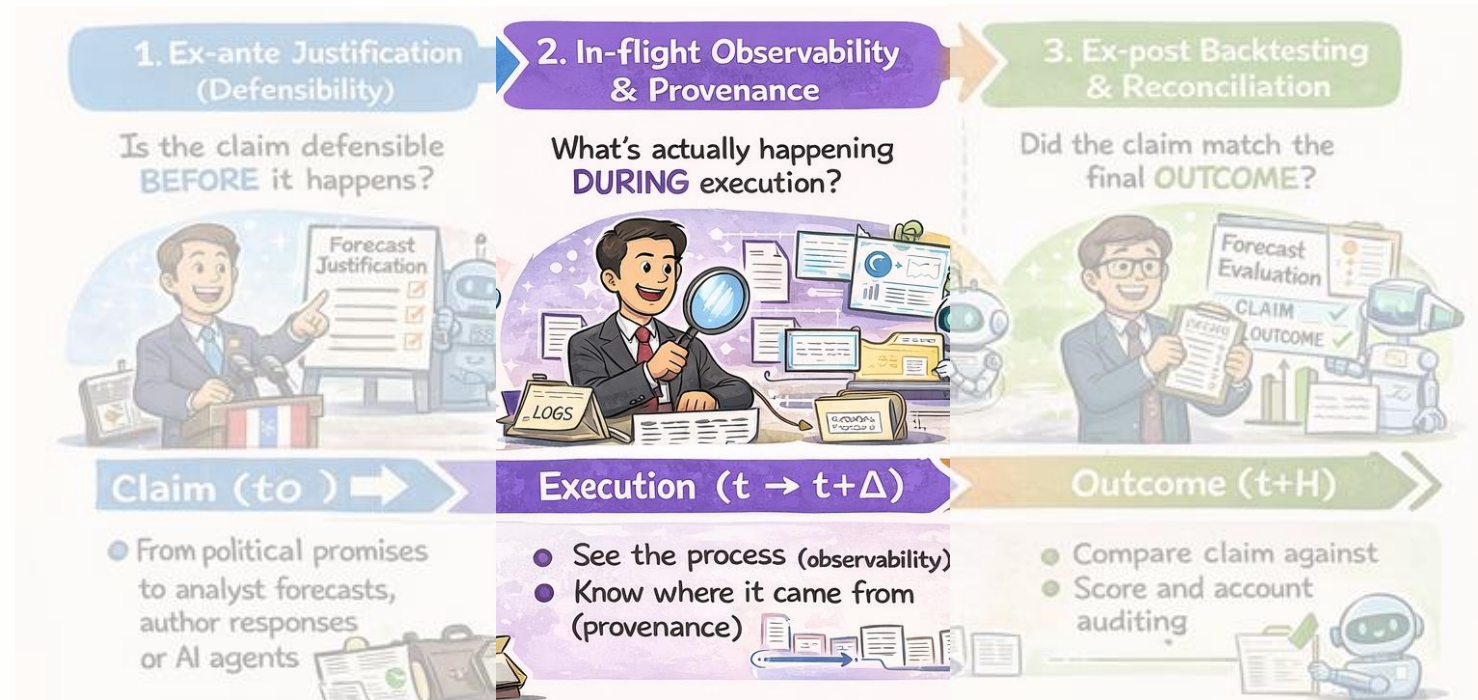 1. Ex-ante Justification
(Defensibility)
Is the claim defensible
BEFORE it happens?
Forecast
Justification
Claim (to )
From political promises
to analyst forecasts,
author responses
or AI agents
2. In-flight Observability
& Provenance
What's actually happening
DURING execution?
LOGS
Execution (t → t+Δ)
See the process (observability)
Know where it came from
(provenance)
3. Ex-post Backtesting
& Reconciliation
Did the claim match the
final OUTCOME?
Forecast
Evaluation
CLAIM
OUTCOME
Outcome (t+H)
Compare claim against
Score and account
auditing